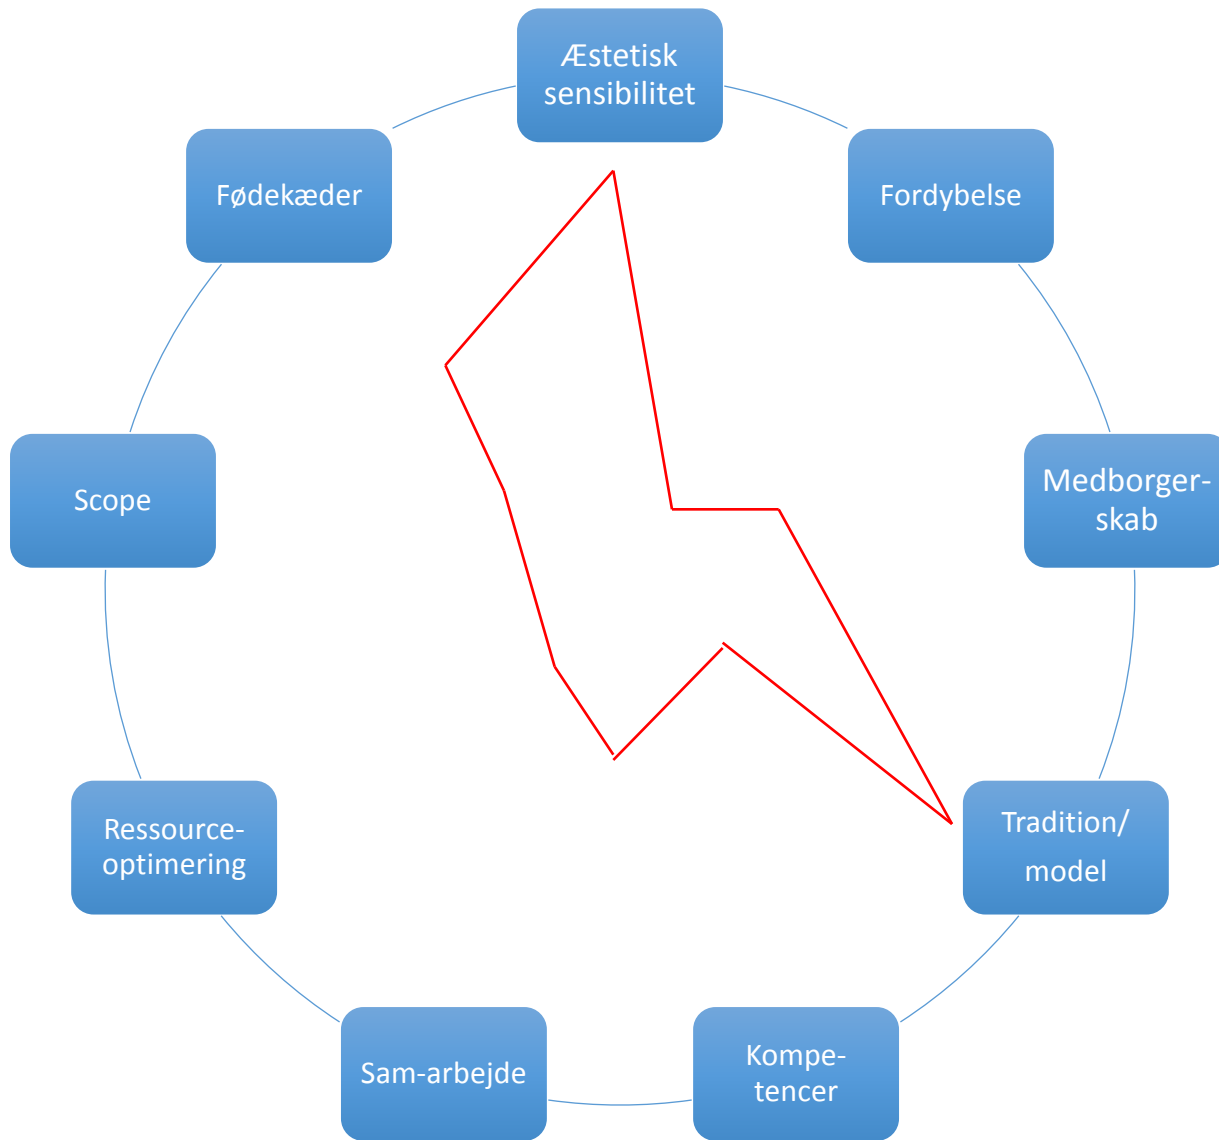 Æstetisk
sensibilitet
Fordybelse
Medborger-
skab
Tradition/
model
Kompe-
tencer
Sam-arbejde
Ressource-
optimering
Scope
Fødekæder